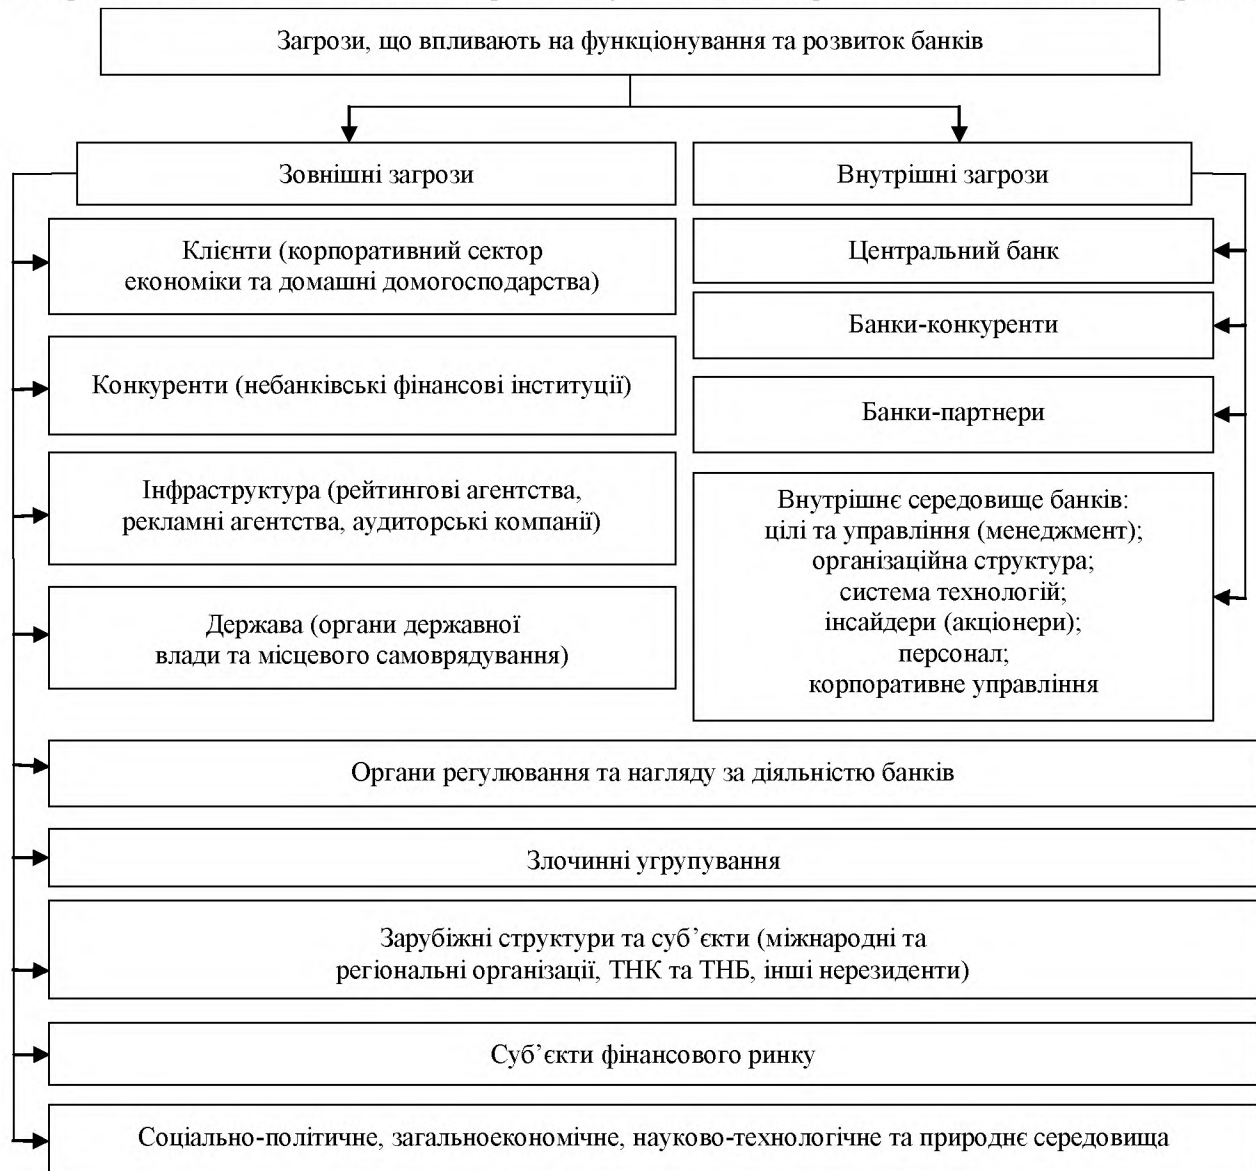 Загрози, що впливають на функціонування та розвиток банків
Зовнішні загрози
Клієнти (корпоративний сектор
економіки та домашні домогосподарства)
Конкуренти (небанківські фінансові інституції)
Інфраструктура (рейтингові агентства,
рекламні агентства, аудиторські компанії)
Держава (органи державної
влади та місцевого самоврядування)
Внутрішні загрози
Центральний банк
Банки-конкуренти
Банки-партнери
Внутрішнє середовище банків:
цілі та управління (менеджмент);
організаційна структура;
система технологій;
інсайдери (акціонери);
персонал;
корпоративне управління
Органи регулювання та нагляду за діяльністю банків
Злочинні угрупування
Зарубіжні структури та суб’єкти (міжнародні та
регіональні організації, ТНК та ТНБ, інші нерезиденти)
Суб’єкти фінансового ринку
Соціально-політичне, загальноекономічне, науково-технологічне та природнє середовища